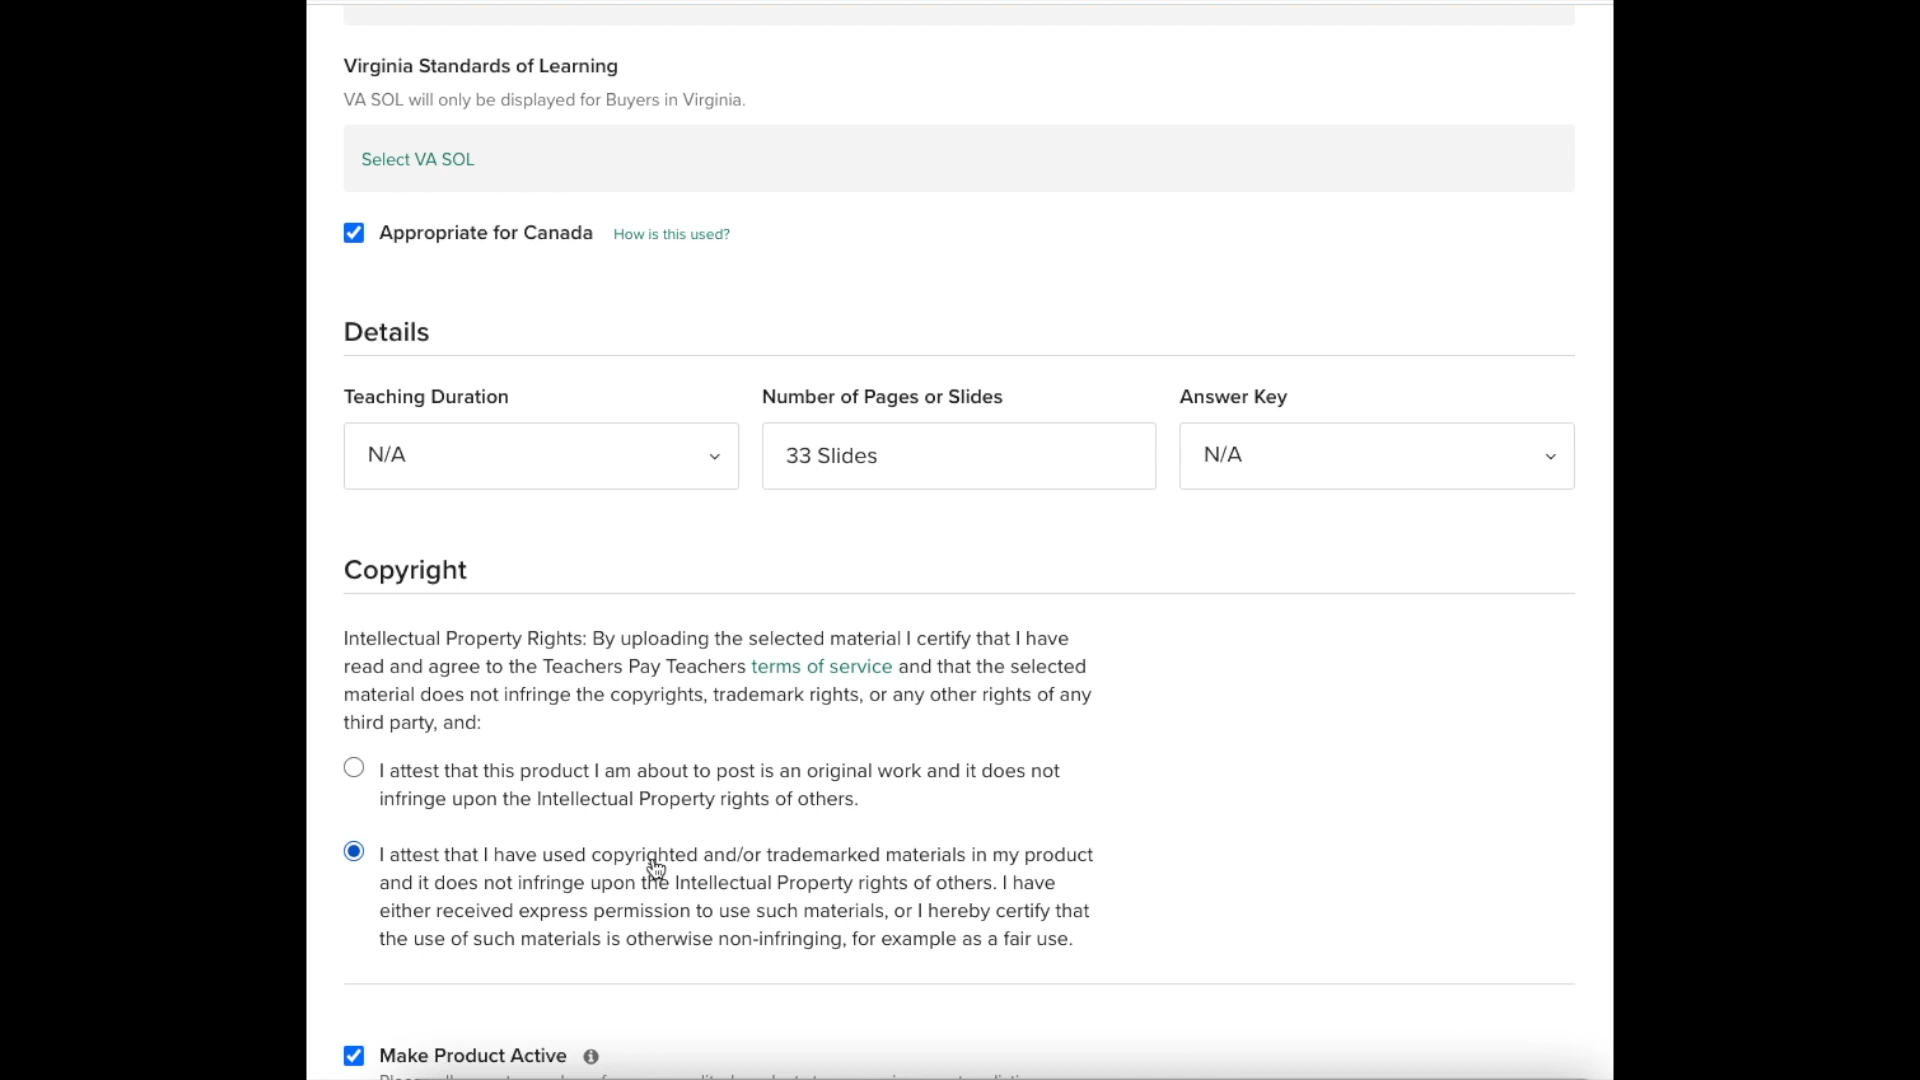 Virginia Standards of Learning
VA SOL will only be displayed for Buyers in Virginia.
Select VA SOL
Appropriate for Canada How is this used?
Details
Teaching Duration Number of Pages or Slides Answer Key
N/A 33 Slides N/A
Copyright
Intellectual Property Rights: By uploading the selected material I certify that I have
read and agree to the Teachers Pay Teachers terms of service and that the selected
material does not infringe the copyrights, trademark rights, or any other rights of any
third party, and:
I attest that this product I am about to post is an original work and it does not
infringe upon the Intellectual Property rights of others.
I attest that I have used copyrighted and/or trademarked materials in my product
and it does not infringe upon the Intellectual Property rights of others. I have
either received express permission to use such materials, or I hereby certify that
the use of such materials is otherwise non-infringing, for example as a fair use.
Make Product Active